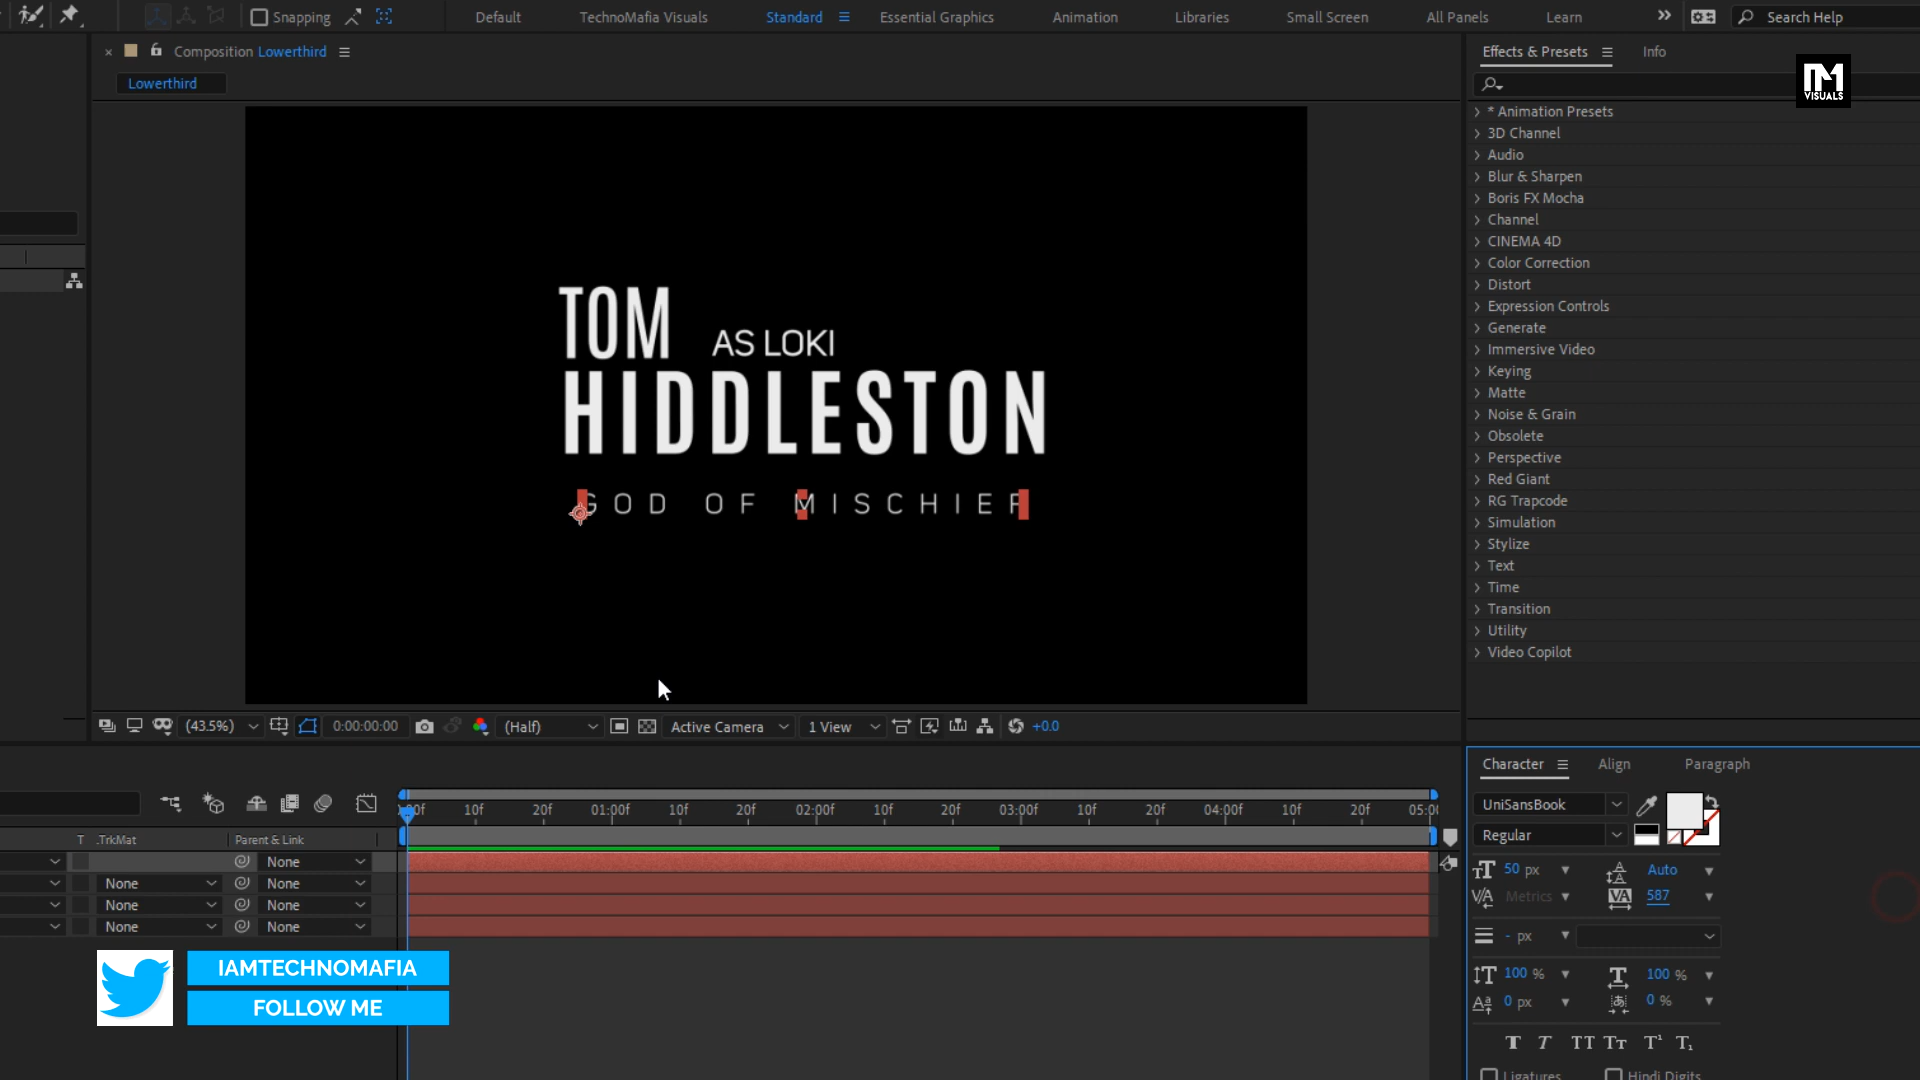 Snapping
Default
TechnoMafia Visuals
Standard
Essential Graphics
Animation
Libraries
Small Screen
All Panels
Learn
Search Help
Composition Lowerthird
Lowerthird
Effects & Presets
Info
VISUALS
* Animation Presets
3D Channel
Audio
Blur & Sharpen
Boris FX Mocha
Channel
CINEMA 4D
Color Correction
Distort
Expression Controls
Generate
Immersive Video
Keying
Matte
Noise & Grain
Obsolete
Perspective
Red Giant
RG Trapcode
Simulation
Stylize
Text
Time
Transition
Utility
Video Copilot
TOM
AS LOKI
HIDDLESTON
GOD OF MISCHIEF
(43.5%)
0:00:00:00
(Half)
Active Camera
1 View
+0.0
10f
20f
01:00f
10f
20f
02:00f
10f
20f
03:00f
10f
20f
04:00f
10f
20f
T .TrkMat
Parent & Link
None
None None
None None
None None
IAMTECHNOMAFIA
FOLLOW ME
Character
Align
Paragraph
UniSansBook
Regular
50 px
Auto
Metrics
587
- px
100 %
100 %
0 px
0 %
Ligatures
Hindi Digits